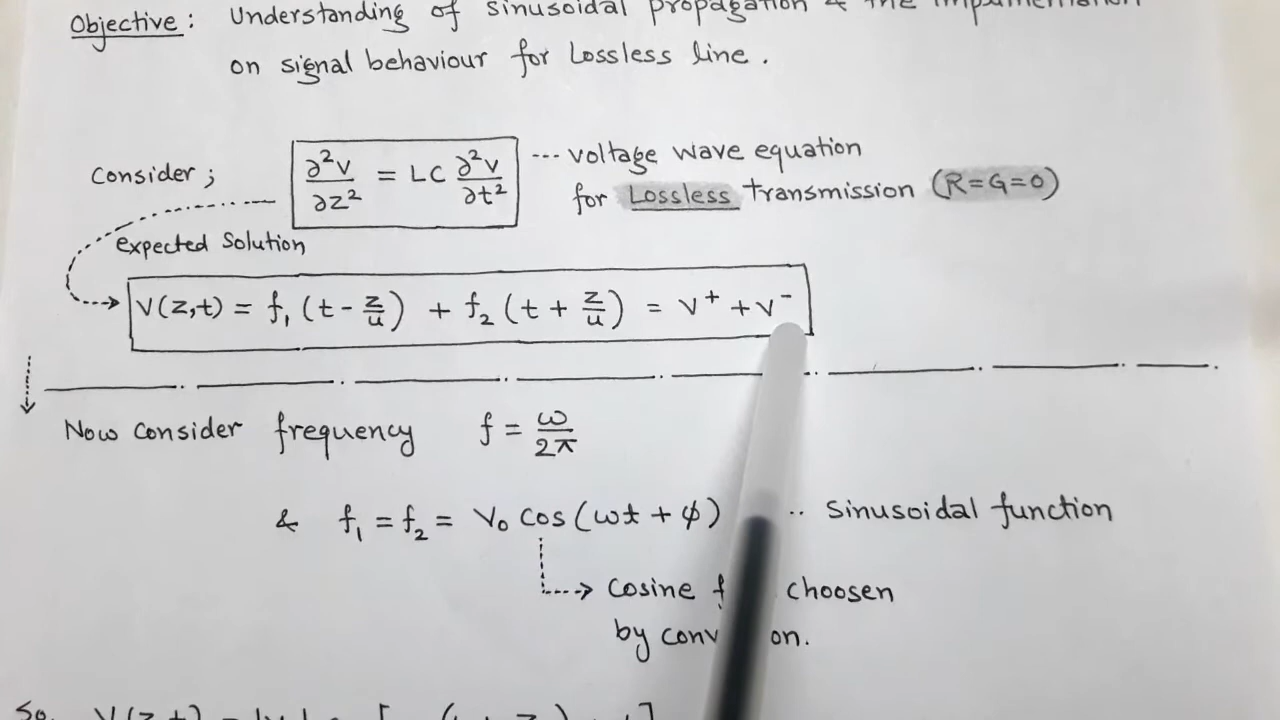 Objective: Understanding of sinusoidal propagation & the
on signal behaviour for Lossless line.
Consider; ∂²V/∂z² = LC ∂²V/∂t² --- voltage wave equation
for Lossless transmission (R=G=0)
expected solution
V(z,t) = f₁(t - z/u) + f₂(t + z/u) = V⁺ + V⁻
Now consider frequency f = ω/2π
& f₁ = f₂ = V₀ cos(ωt + φ) .. sinusoidal function
cosine choosen
by
So,